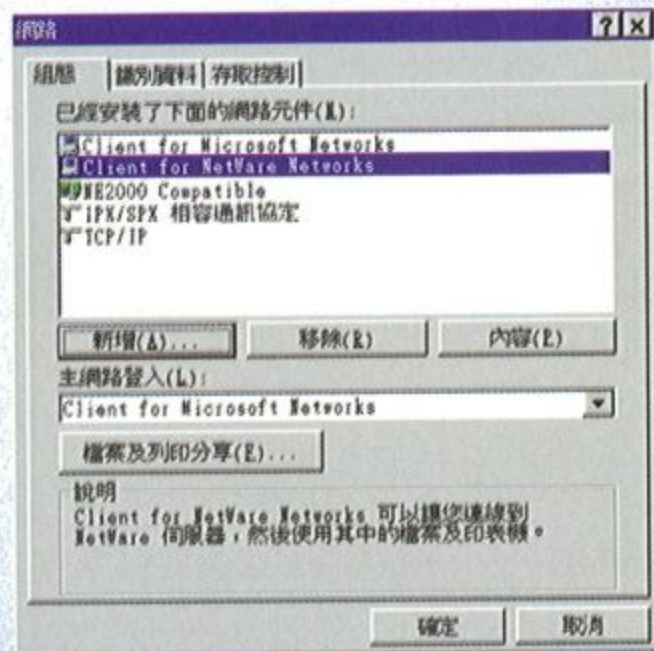 網路
組態 識別資料 存取控制
已經安裝了下面的網路元件(N):
Client for Microsoft Networks
Client for NetWare Networks
NE2000 Compatible
IPX/SPX 相容通訊協定
TCP/IP
新增(A)... 移除(R) 內容(P)
主網路登入(L):
Client for Microsoft Networks
檔案及列印分享(F)...
說明
Client for NetWare Networks 可以讓您連線到
NetWare 伺服器,然後使用其中的檔案及印表機。
確定 取消